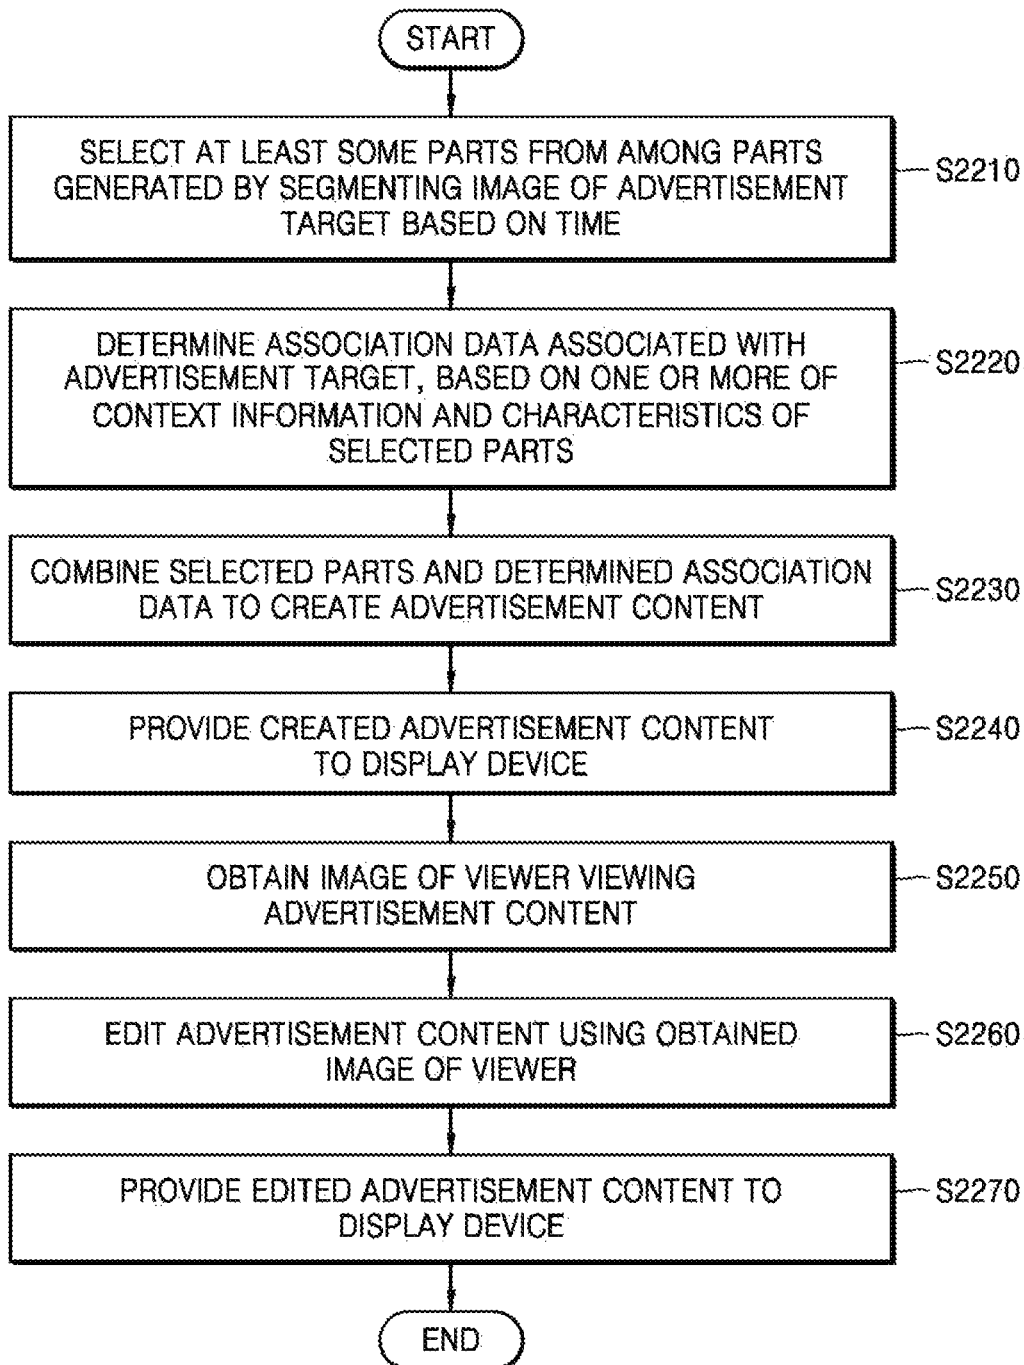 START
SELECT AT LEAST SOME PARTS FROM AMONG PARTS
GENERATED BY SEGMENTING IMAGE OF ADVERTISEMENT
TARGET BASED ON TIME
S2210
DETERMINE ASSOCIATION DATA ASSOCIATED WITH
ADVERTISEMENT TARGET, BASED ON ONE OR MORE OF
CONTEXT INFORMATION AND CHARACTERISTICS OF
SELECTED PARTS
S2220
COMBINE SELECTED PARTS AND DETERMINED ASSOCIATION
DATA TO CREATE ADVERTISEMENT CONTENT
S2230
PROVIDE CREATED ADVERTISEMENT CONTENT
TO DISPLAY DEVICE
S2240
OBTAIN IMAGE OF VIEWER VIEWING
ADVERTISEMENT CONTENT
S2250
EDIT ADVERTISEMENT CONTENT USING OBTAINED
IMAGE OF VIEWER
S2260
PROVIDE EDITED ADVERTISEMENT CONTENT TO
DISPLAY DEVICE
S2270
END